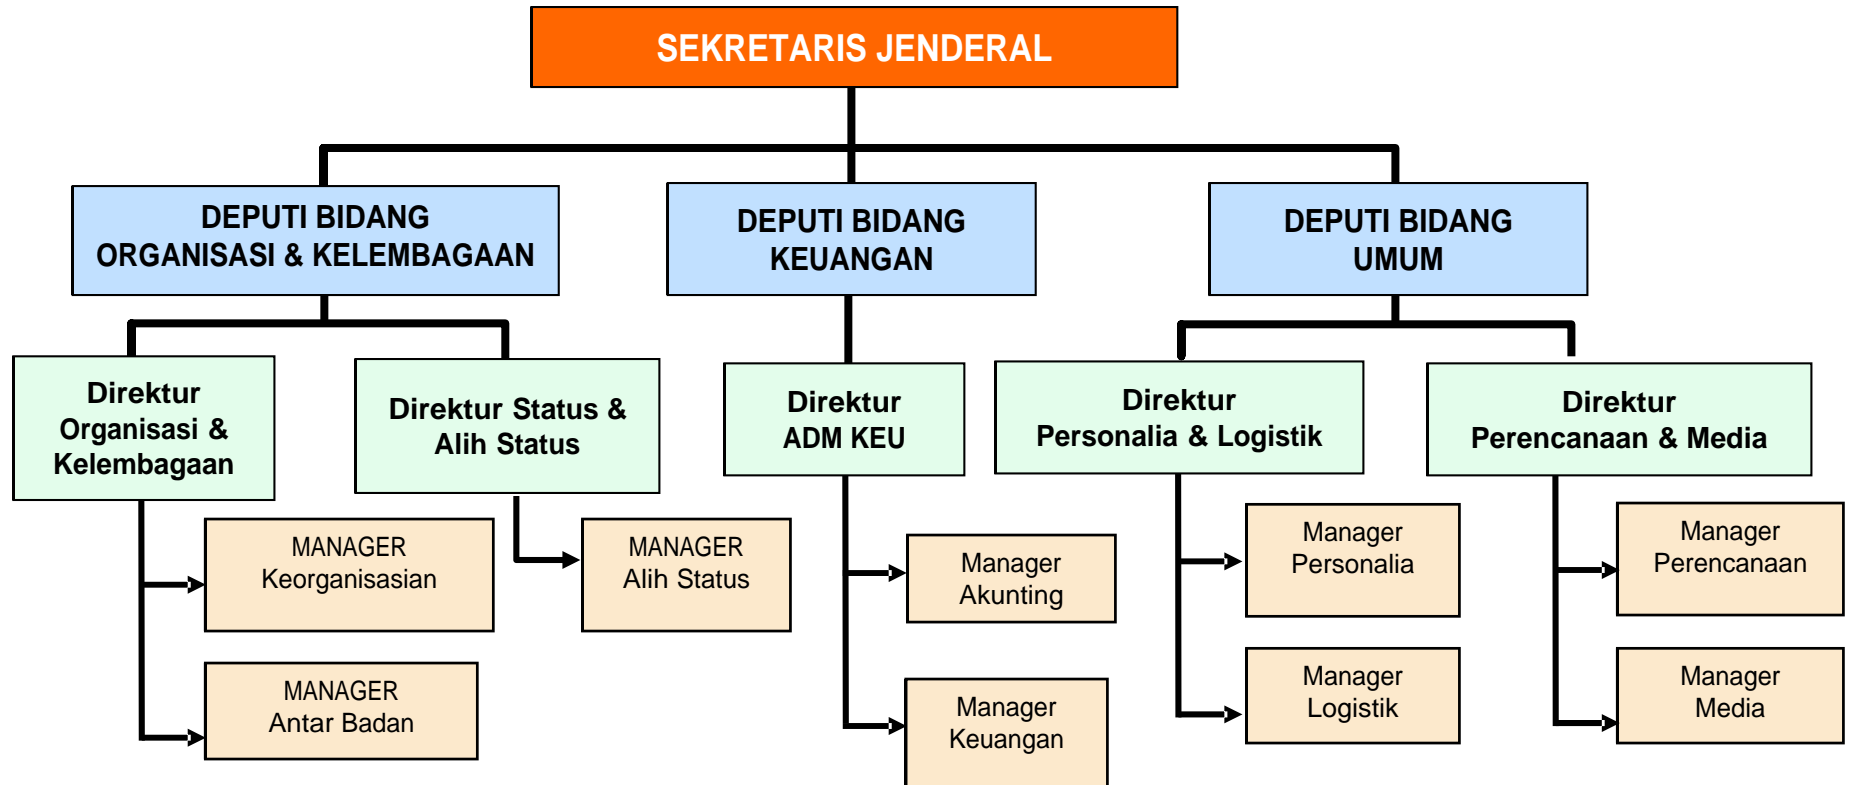 SEKRETARIS JENDERAL
DEPUTI BIDANG
ORGANISASI & KELEMBAGAAN
DEPUTI BIDANG
KEUANGAN
DEPUTI BIDANG
UMUM
Direktur
Organisasi &
Kelembagaan
Direktur Status &
Alih Status
Direktur
ADM KEU
Direktur
Personalia & Logistik
Direktur
Perencanaan & Media
MANAGER
Keorganisasian
MANAGER
Alih Status
Manager
Akunting
Manager
Personalia
Manager
Perencanaan
MANAGER
Antar Badan
Manager
Keuangan
Manager
Logistik
Manager
Media